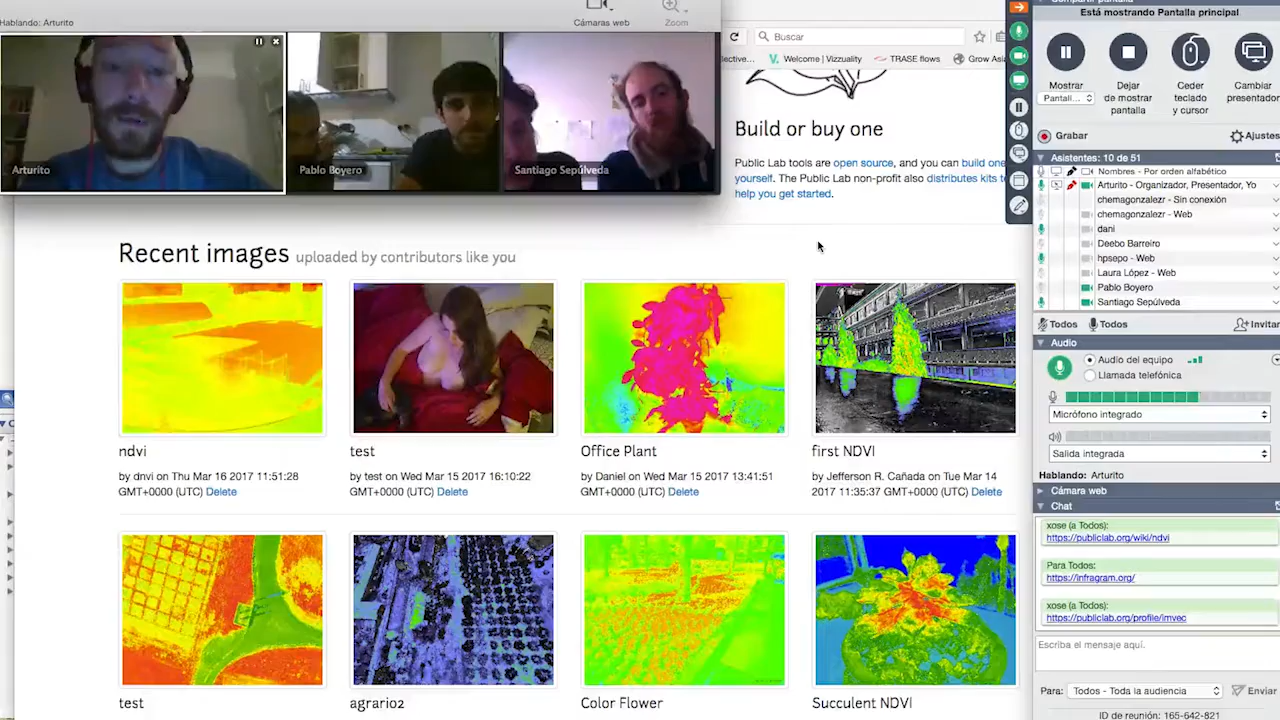 Hablando: Arturito
Cámaras web
Zoom
Arturito
Pablo Boyero
Santiago Sepúlveda
Buscar
Welcome | Vizzuality
TRASE flows
Build or buy one
Public Lab tools are open source, and you can build one
yourself. The Public Lab non-profit also distributes kits to
help you get started.
Recent images uploaded by contributors like you
ndvi
by dnvi on Thu Mar 16 2017 11:51:28
GMT+0000 (UTC) Delete
test
by test on Wed Mar 15 2017 16:10:22
GMT+0000 (UTC) Delete
Office Plant
by Daniel on Wed Mar 15 2017 13:41:51
GMT+0000 (UTC) Delete
first NDVI
by Jefferson R. Cañada on Tue Mar 14
2017 11:35:37 GMT+0000 (UTC) Delete
test
agrario2
Color Flower
Succulent NDVI
Está mostrando Pantalla principal
Mostrar
Pantall...
Dejar
de mostrar
pantalla
Ceder
teclado
y cursor
Cambiar
presentador
Grabar
Ajustes
Asistentes: 10 de 51
Nombres - Por orden alfabético
Arturito - Organizador, Presentador, Yo
chemagonzalezr - Sin conexión
chemagonzalezr - Web
dani
Deebo Barreiro
hpsepo - Web
Laura López - Web
Pablo Boyero
Santiago Sepúlveda
Todos
Todos
Invitar
Audio
Audio del equipo
Llamada telefónica
Micrófono integrado
Salida integrada
Hablando: Arturito
Cámara web
Chat
xose (a Todos):
https://publiclab.org/wiki/ndvi
Para Todos:
https://infragram.org/
xose (a Todos):
https://publiclab.org/profile/imvec
Escriba el mensaje aquí.
Para: Todos - Toda la audiencia
Enviar
ID de reunión: 165-642-821